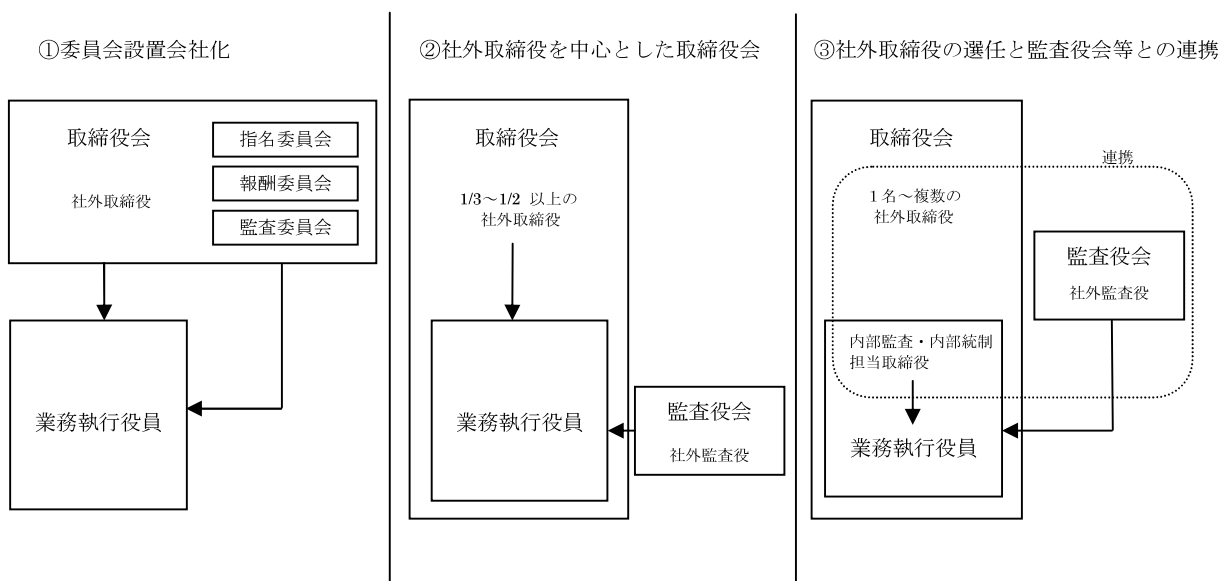 ①委員会設置会社化
取締役会
社外取締役
指名委員会
報酬委員会
監査委員会
業務執行役員
②社外取締役を中心とした取締役会
取締役会
1/3～1/2 以上の
社外取締役
業務執行役員
監査役会
社外監査役
③社外取締役の選任と監査役会等との連携
取締役会
連携
1 名～複数の
社外取締役
監査役会
社外監査役
内部監査・内部統制
担当取締役
業務執行役員